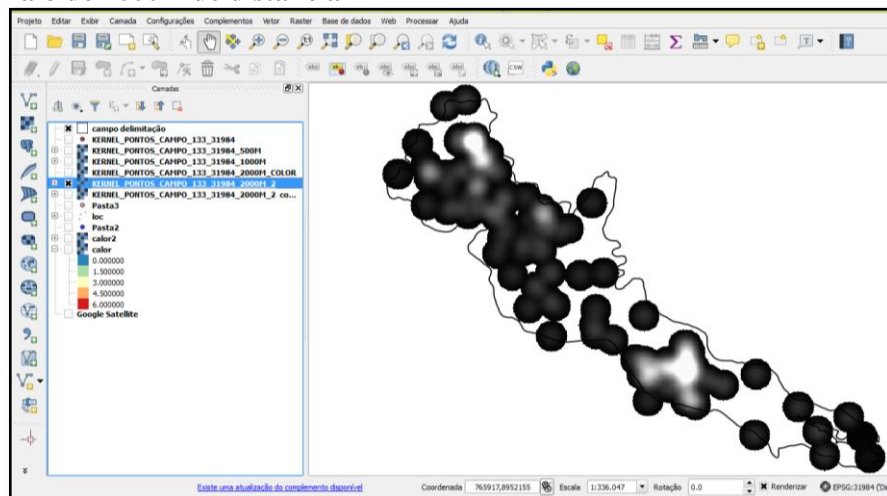 Projeto Editar Exibir Camada Configurações Complementos Vetor Raster Base de dados Web Processar Ajuda
Camadas
campo delimitação
KERNEL_PONTOS_CAMPO_133_31984
KERNEL_PONTOS_CAMPO_133_31984_500M
KERNEL_PONTOS_CAMPO_133_31984_1000M
KERNEL_PONTOS_CAMPO_133_31984_2000M_COLOR
KERNEL_PONTOS_CAMPO_133_31984_2000M_2
KERNEL_PONTOS_CAMPO_133_31984_2000M_2 co...
Pasta3
loc
Pasta2
calor2
calor
0.000000
1.500000
3.000000
4.500000
6.000000
Google Satellite
Existe uma atualização do complemento disponível Coordenada 765917,8952155 Escala 1:336.047 Rotação 0.0 Renderizar EPSG:31984